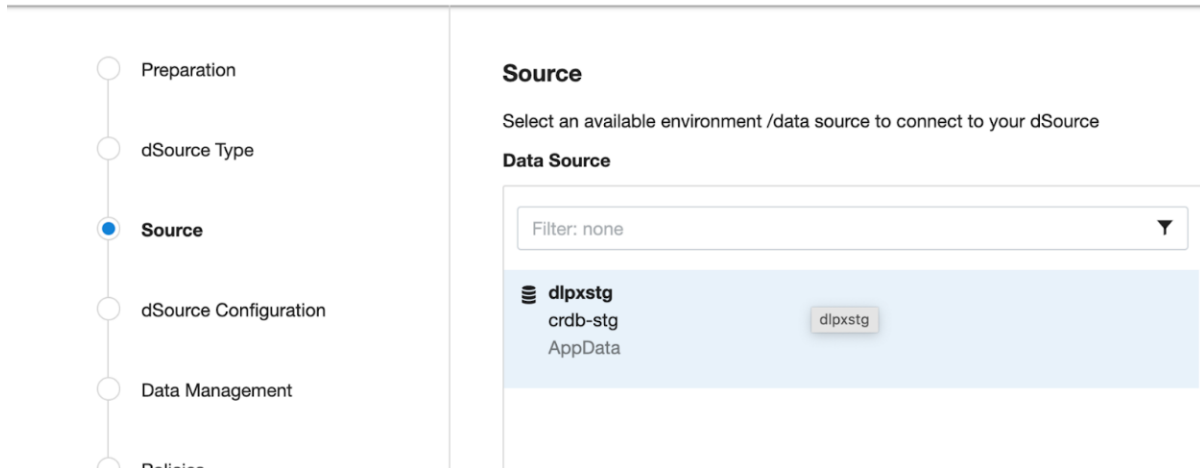 Preparation
dSource Type
Source
dSource Configuration
Data Management
Policies
Source
Select an available environment /data source to connect to your dSource
Data Source
Filter: none
dlpxstg
crdb-stg
AppData
dlpxstg